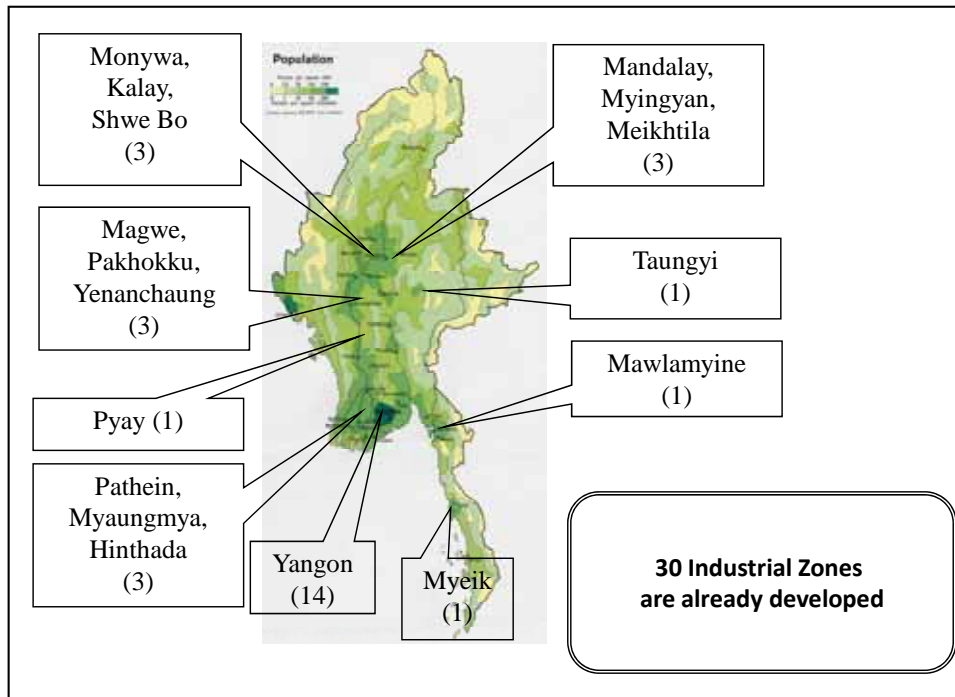 Monywa,
Kalay,
Shwe Bo
(3)
Population
Mandalay,
Myingyan,
Meikhtila
(3)
Magwe,
Pakhokku,
Yenanchaung
(3)
Taungyi
(1)
Mawlamyine
(1)
Pyay (1)
Pathein,
Myaungmya,
Hinthada
(3)
Yangon
(14)
Myeik
(1)
30 Industrial Zones
are already developed